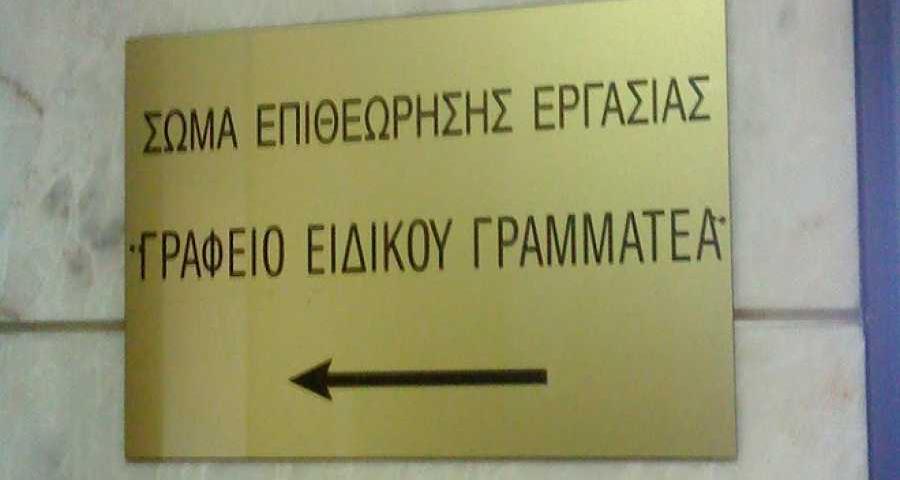 ΣΩΜΑ ΕΠΙΘΕΩΡΗΣΗΣ ΕΡΓΑΣΙΑΣ
"ΓΡΑΦΕΙΟ ΕΙΔΙΚΟΥ ΓΡΑΜΜΑΤΕΑ"